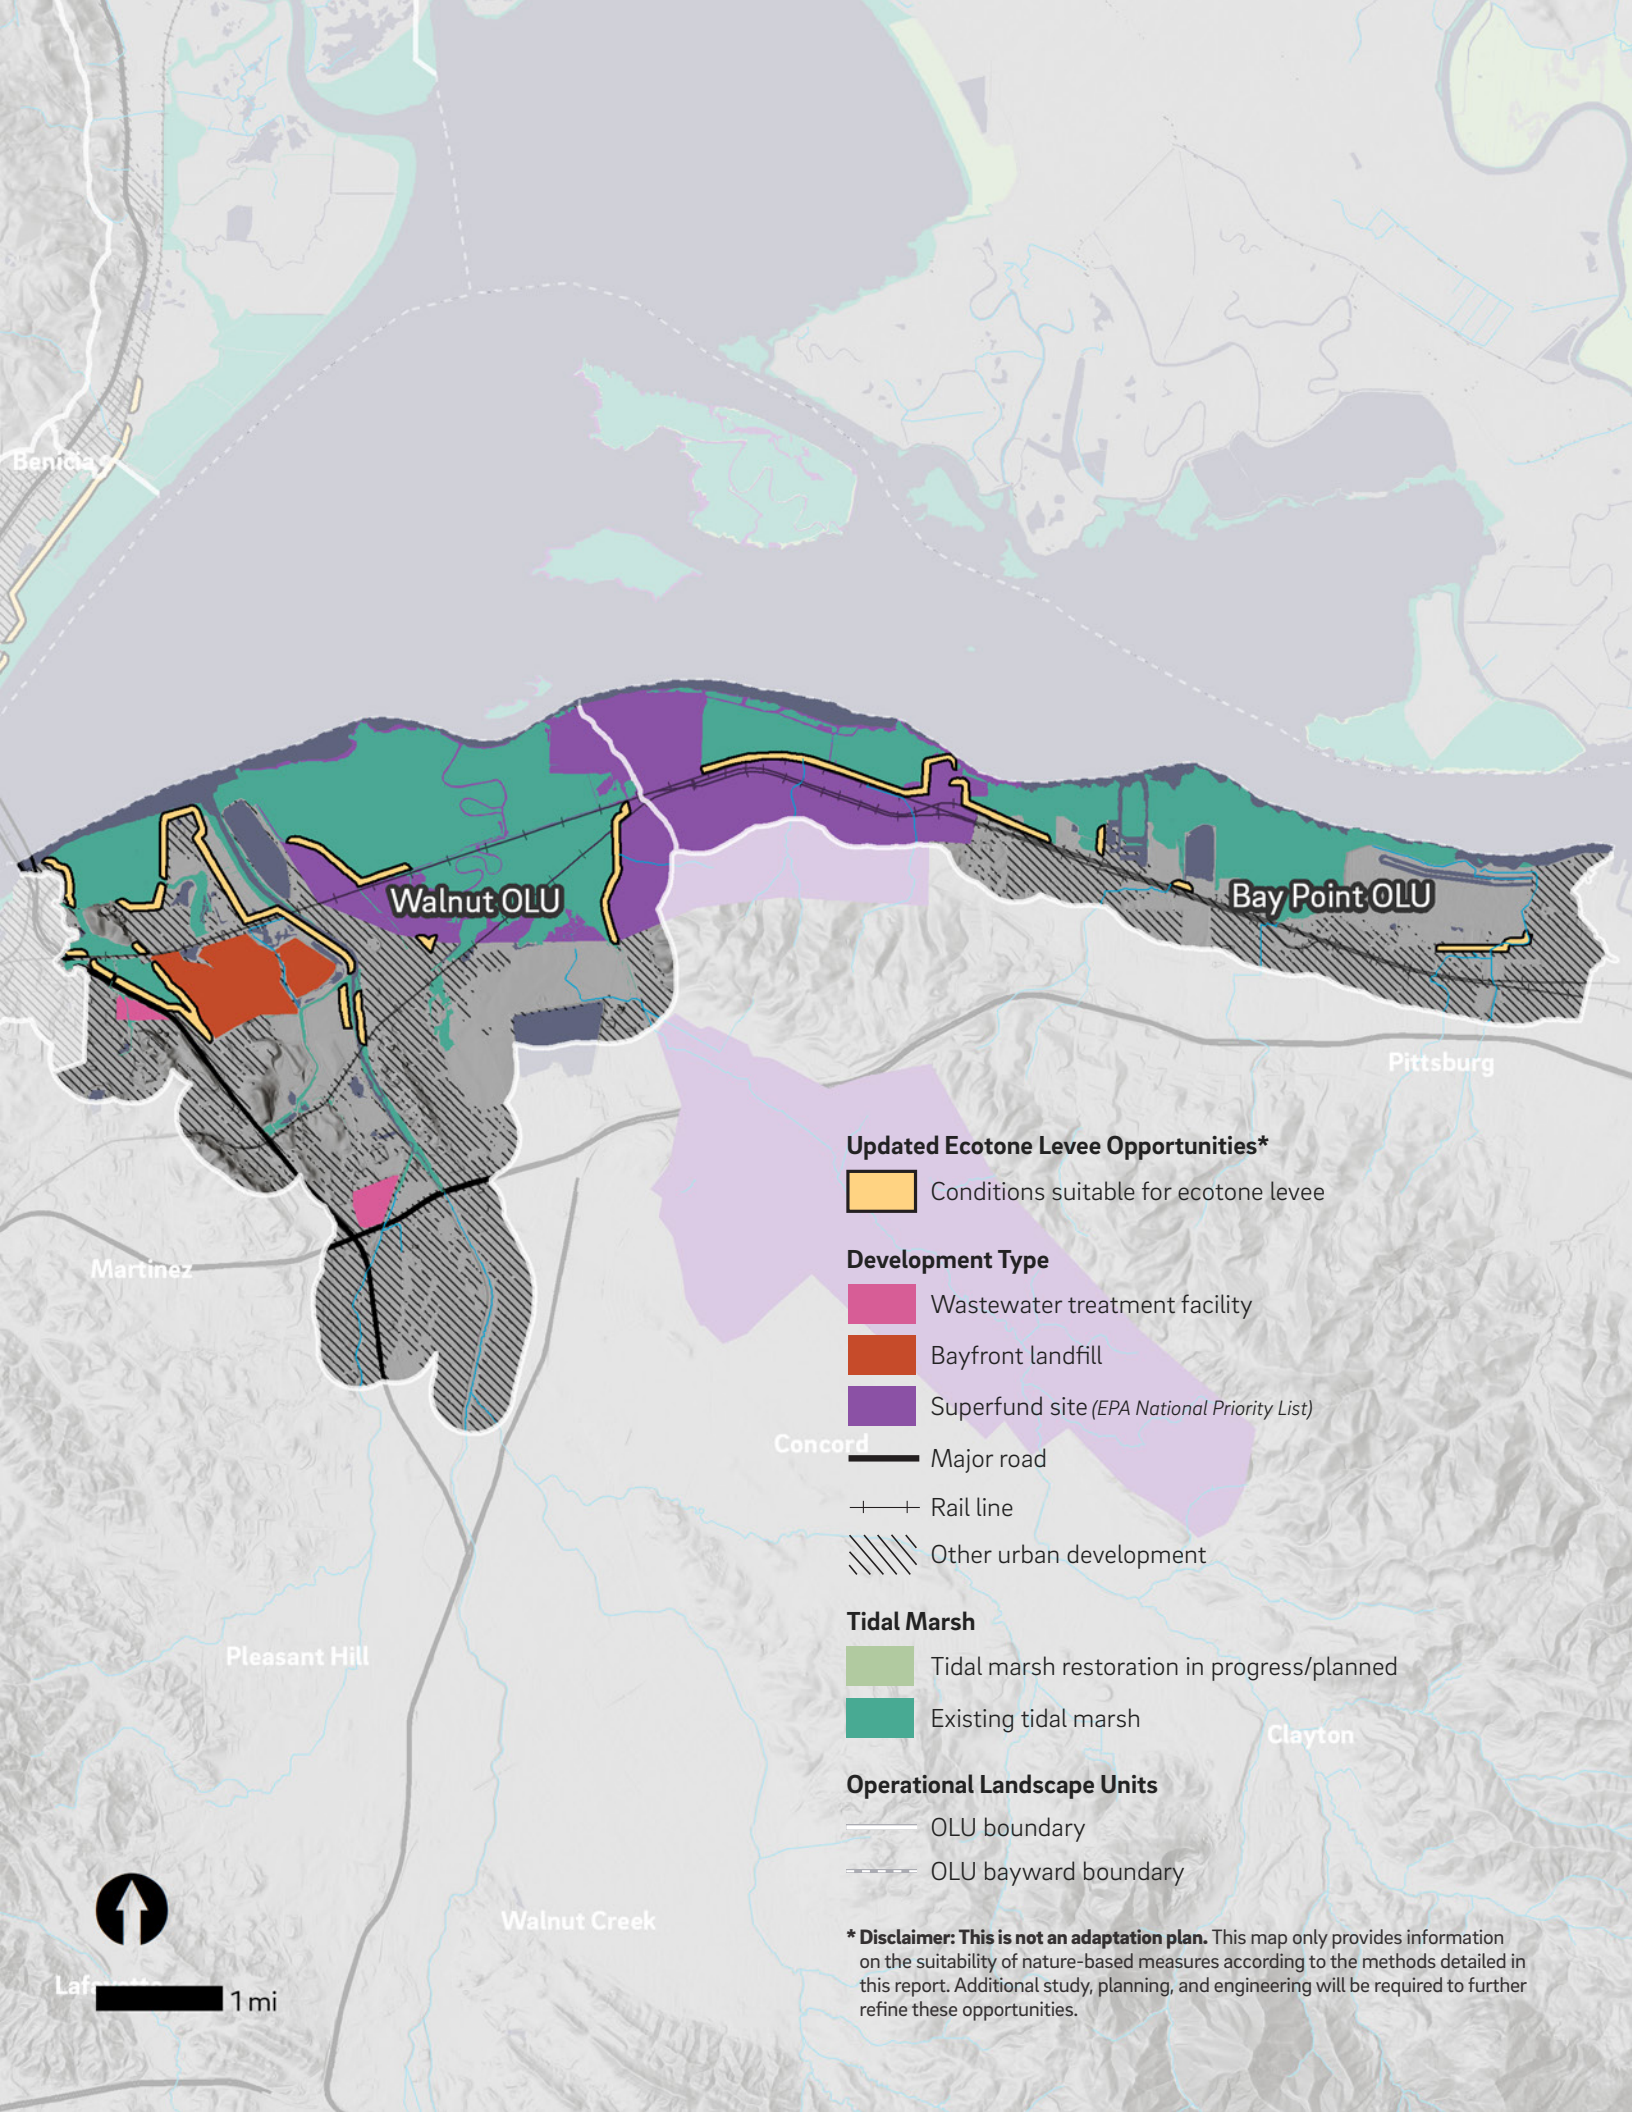 Benicia
Walnut OLU
Bay Point OLU
Pittsburg
Updated Ecotone Levee Opportunities*
Conditions suitable for ecotone levee
Development Type
Martinez
Wastewater treatment facility
Bayfront landfill
Superfund site (EPA National Priority List)
Concord
Major road
Rail line
Other urban development
Tidal Marsh
Pleasant Hill
Tidal marsh restoration in progress/planned
Existing tidal marsh
Clayton
Operational Landscape Units
OLU boundary
OLU bayward boundary
Walnut Creek
* Disclaimer: This is not an adaptation plan. This map only provides information
on the suitability of nature-based measures according to the methods detailed in
this report. Additional study, planning, and engineering will be required to further
refine these opportunities.
Lafayette
1 mi